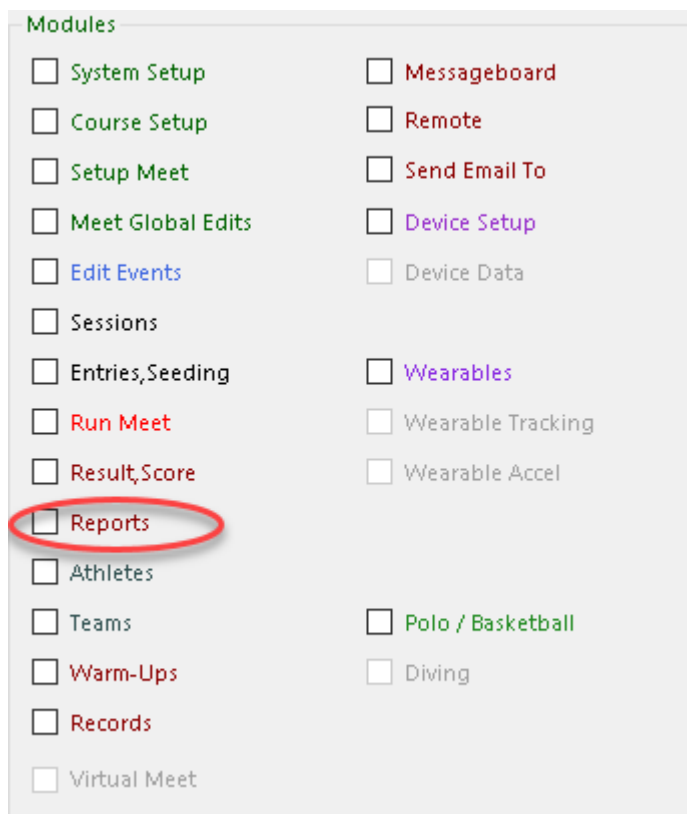 Modules
System Setup
Course Setup
Setup Meet
Meet Global Edits
Edit Events
Sessions
Entries,Seeding
Run Meet
Result,Score
Reports
Athletes
Teams
Warm-Ups
Records
Virtual Meet
Messageboard
Remote
Send Email To
Device Setup
Device Data
Wearables
Wearable Tracking
Wearable Accel
Polo / Basketball
Diving